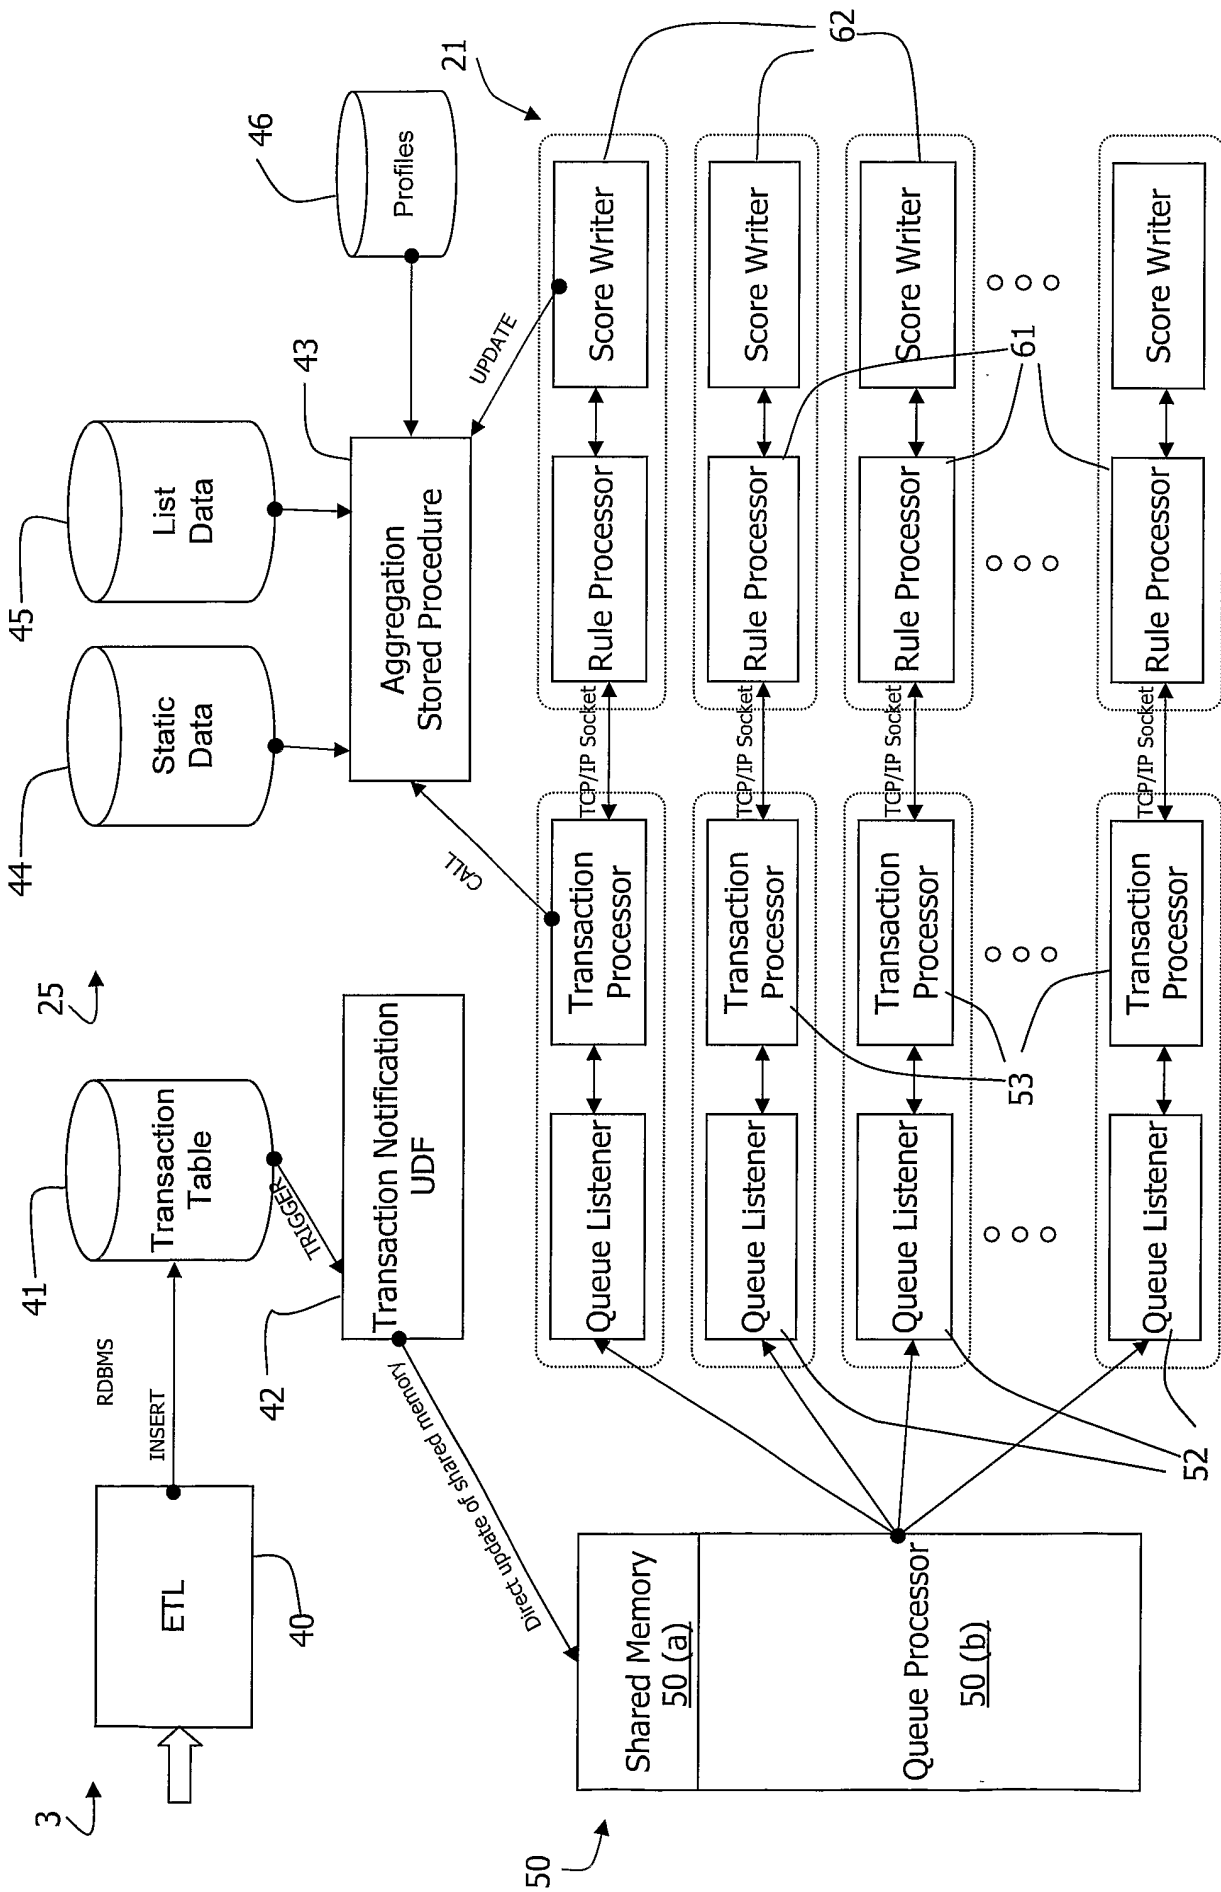 3
ETL
40
INSERT
RDBMS
41
Transaction
Table
25
44
Static
Data
45
List
Data
46
Profiles
TRIGGER
42
Transaction Notification
UDF
43
Aggregation
Stored Procedure
CALL
UPDATE
21
Direct update of shared memory
50
Shared Memory
50 (a)
Queue Processor
50 (b)
Queue Listener
Transaction
Processor
TCP/IP Socket
Rule Processor
Score Writer
Queue Listener
Transaction
Processor
TCP/IP Socket
Rule Processor
Score Writer
Queue Listener
Transaction
Processor
TCP/IP Socket
Rule Processor
Score Writer
Queue Listener
Transaction
Processor
TCP/IP Socket
Rule Processor
Score Writer
52
53
61
62